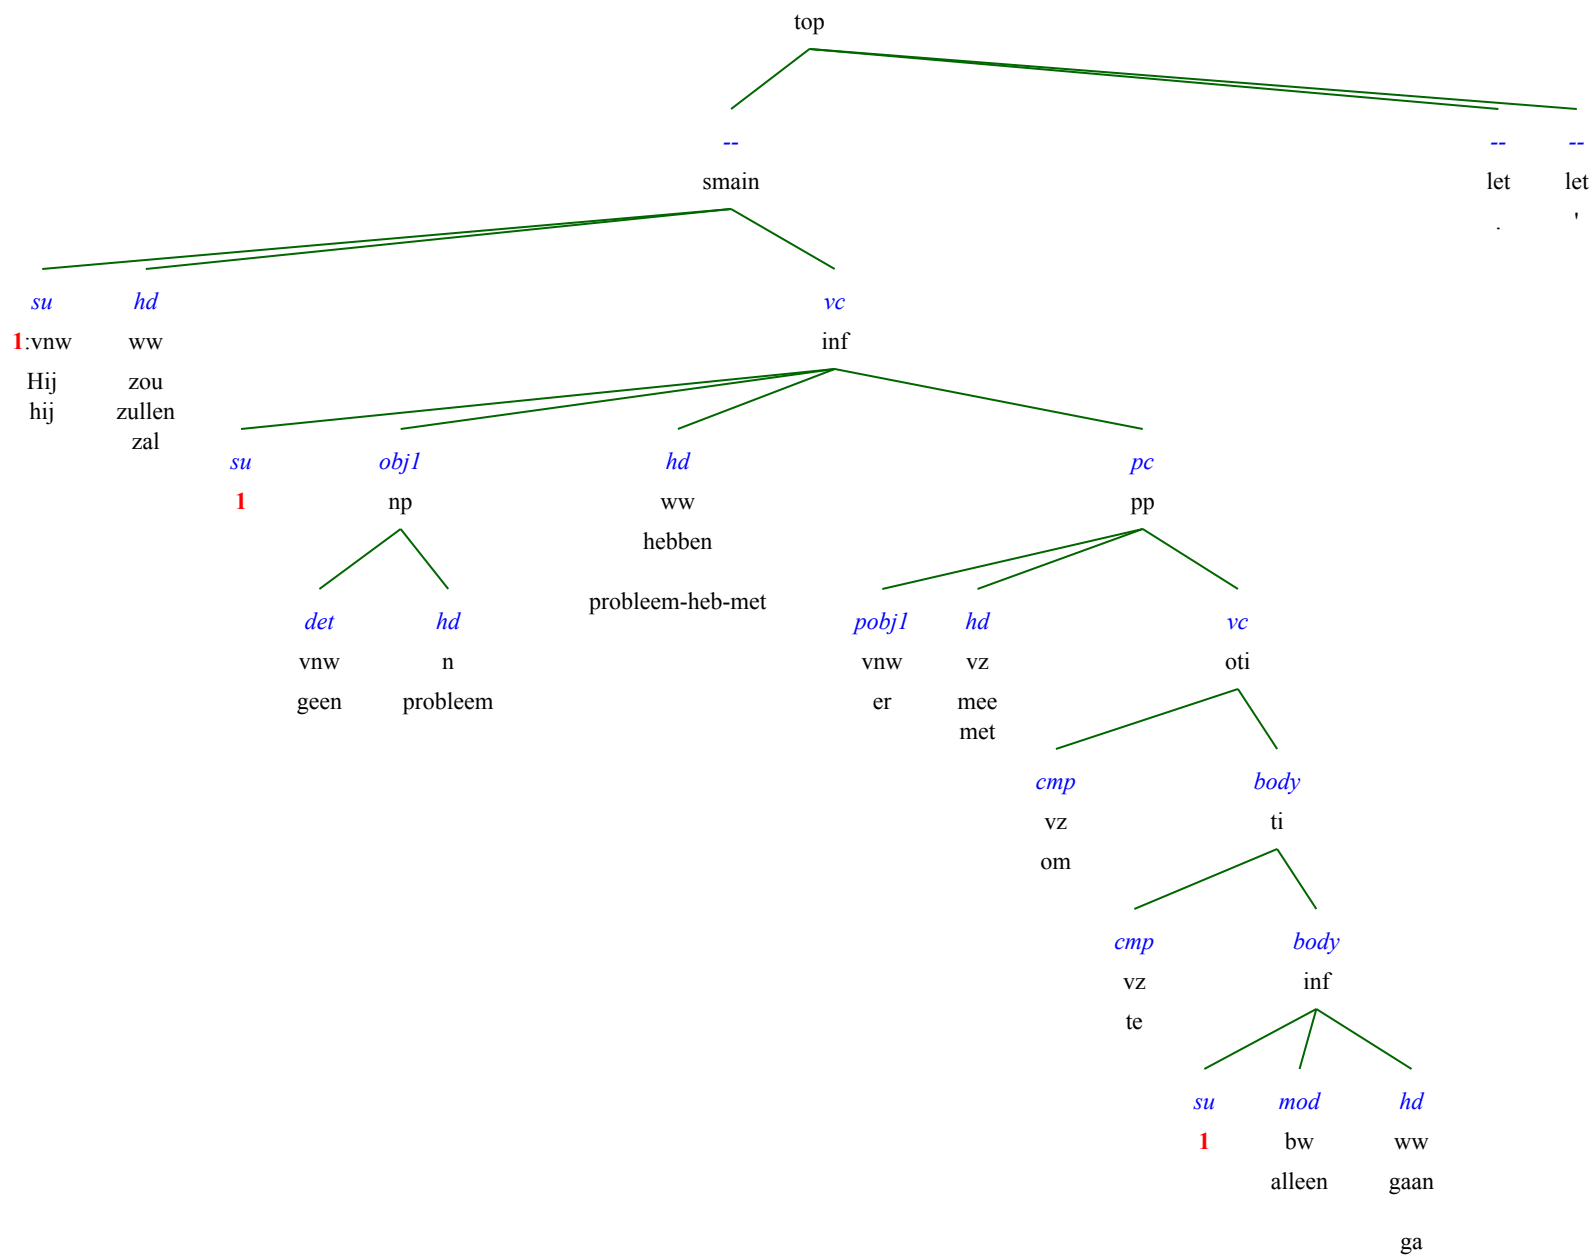 top
-- -- --
smain let let
. '
su hd vc
1:vnw ww inf
Hij zou
hij zullen
zal
su obj1 hd pc
1 np ww pp
hebben
probleem-heb-met
det hd pobj1 hd vc
vnw n vnw vz oti
geen probleem er mee
met
cmp body
vz ti
om
cmp body
vz inf
te
su mod hd
1 bw ww
alleen gaan
ga